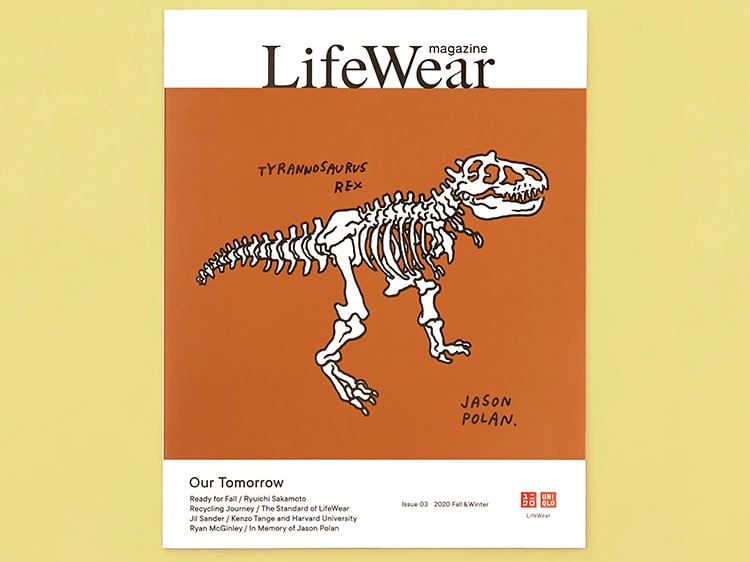 magazine
LifeWear
TYRANNOSAURUS
REX
JASON
POLAN.
Our Tomorrow
Ready for Fall / Ryuichi Sakamoto
Recycling Journey / The Standard of LifeWear
Jil Sander / Kenzo Tange and Harvard University
Ryan McGinley / In Memory of Jason Polan
Issue 03 2020 Fall & Winter
ユニ
クロ
UNI
QLO
LifeWear